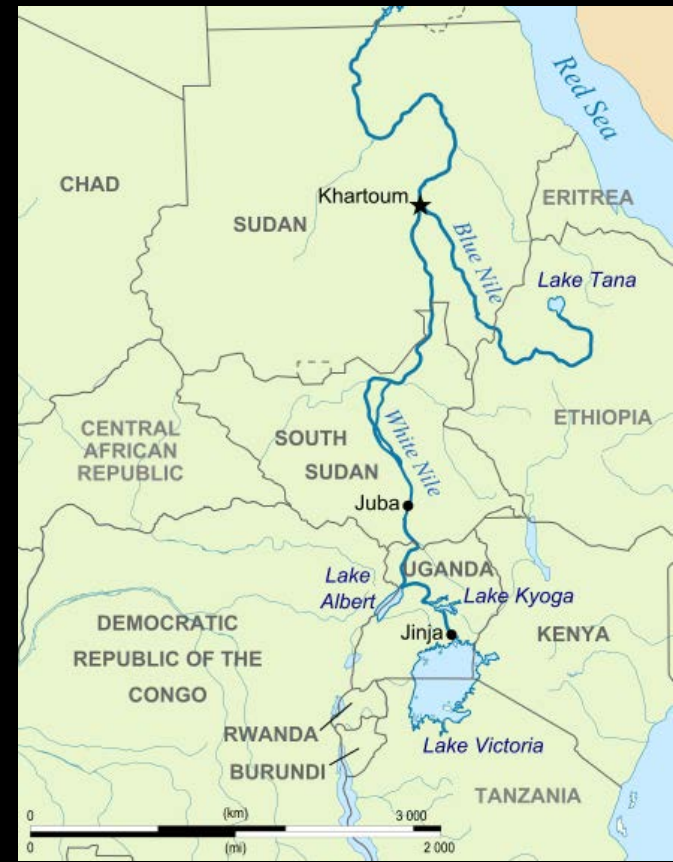 Red Sea
CHAD
Khartoum
ERITREA
SUDAN
Blue Nile
Lake Tana
CENTRAL
AFRICAN
REPUBLIC
SOUTH
SUDAN
White Nile
ETHIOPIA
Juba
Lake
Albert
UGANDA
Lake Kyoga
DEMOCRATIC
REPUBLIC OF THE
CONGO
Jinja
KENYA
RWANDA
BURUNDI
Lake Victoria
TANZANIA
0 (km) 3 000
0 (mi) 2 000